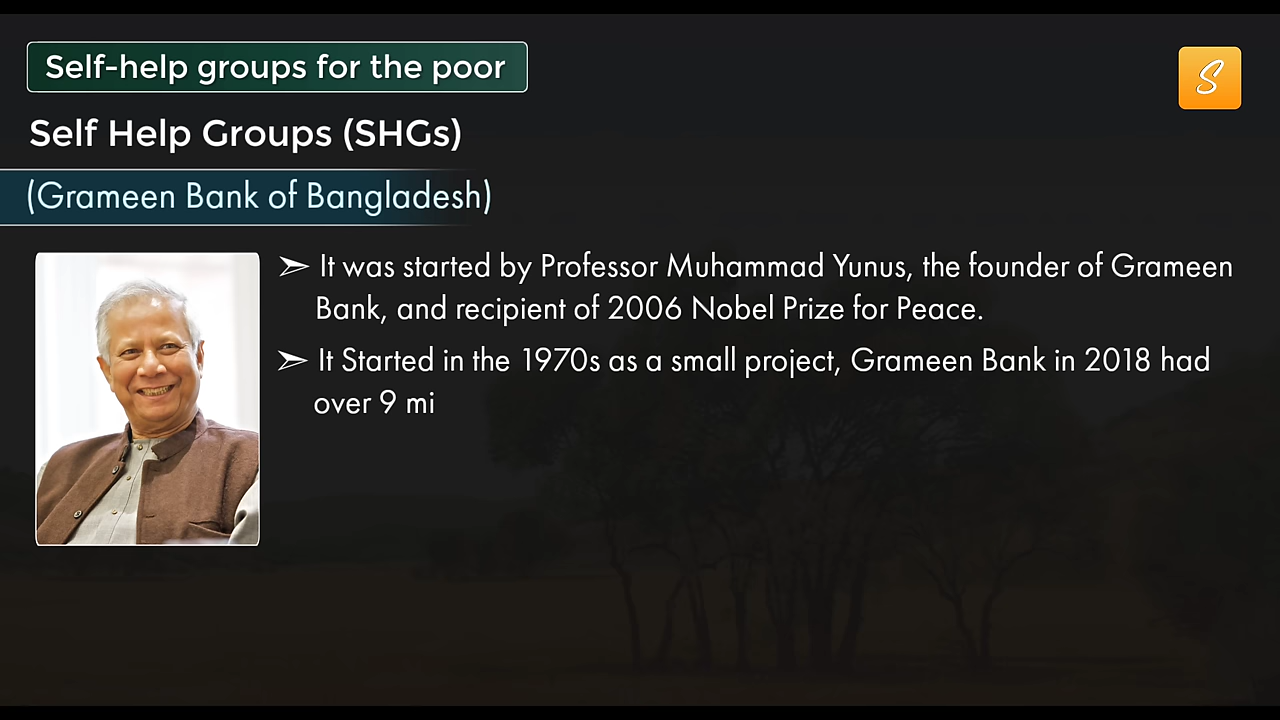 Self-help groups for the poor
S
Self Help Groups (SHGs)
(Grameen Bank of Bangladesh)
➢ It was started by Professor Muhammad Yunus, the founder of Grameen
Bank, and recipient of 2006 Nobel Prize for Peace.
➢ It Started in the 1970s as a small project, Grameen Bank in 2018 had
over 9 mi